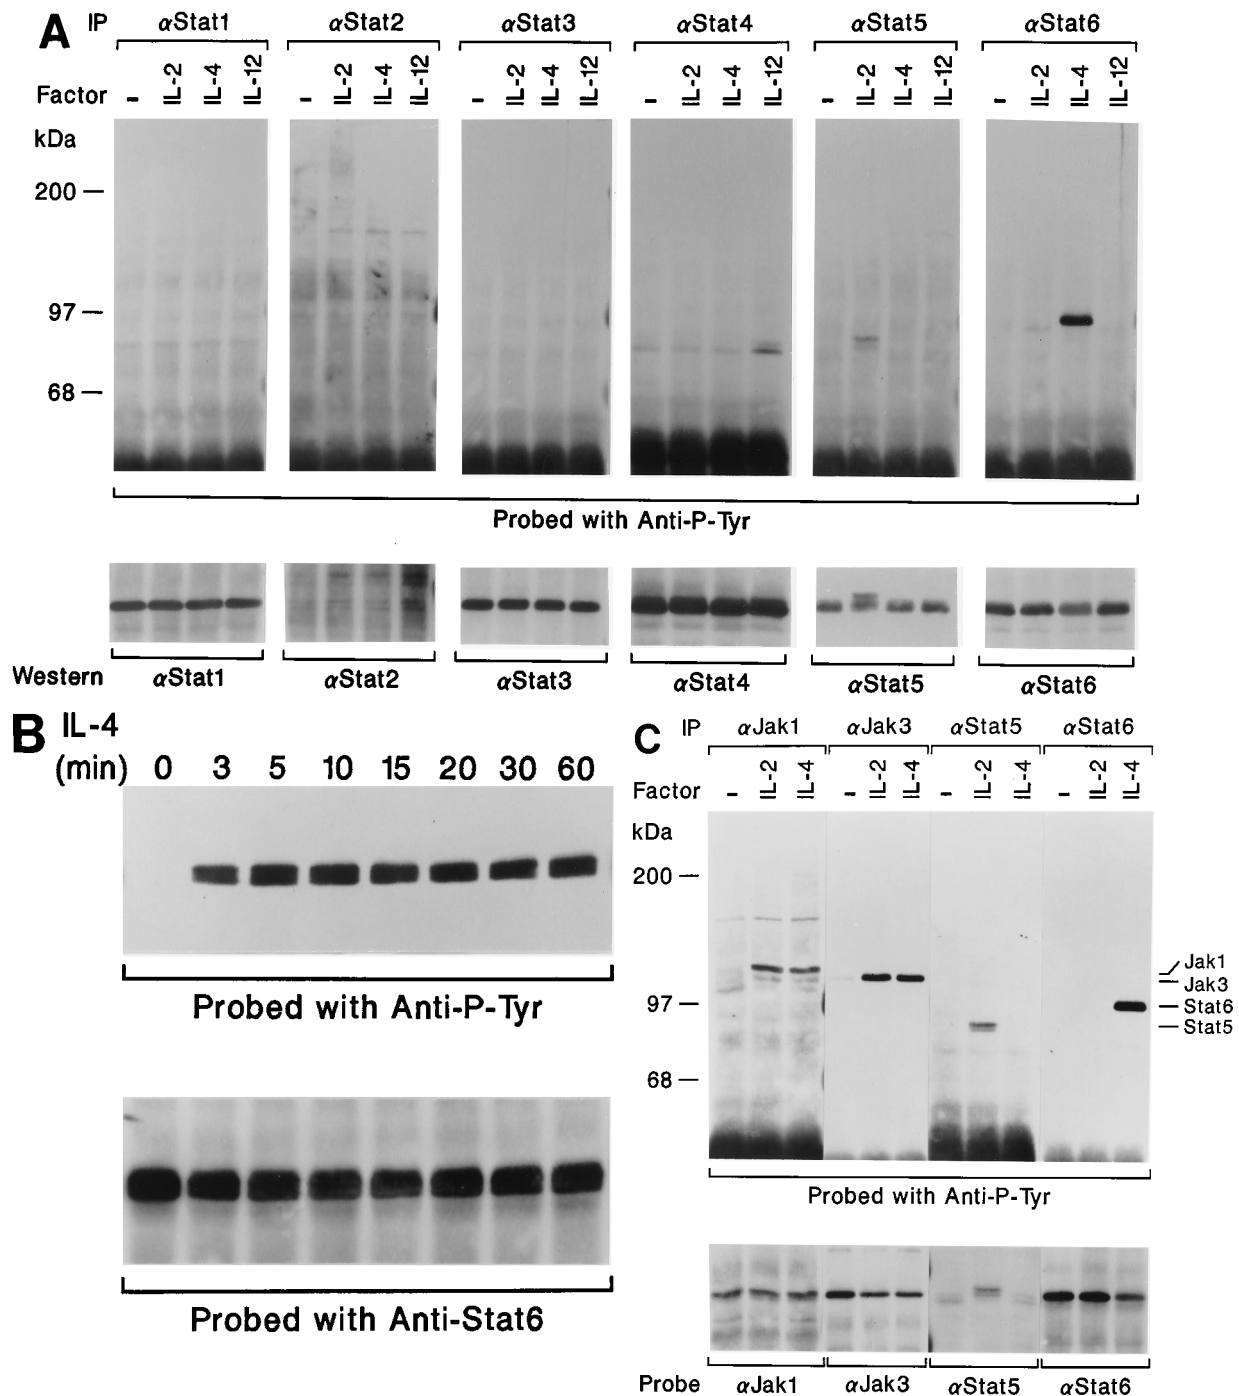 A IP αStat1 αStat2 αStat3 αStat4 αStat5 αStat6
Factor - IL-2 IL-4 IL-12 - IL-2 IL-4 IL-12 - IL-2 IL-4 IL-12 - IL-2 IL-4 IL-12 - IL-2 IL-4 IL-12 - IL-2 IL-4 IL-12
kDa
200
97
68
Probed with Anti-P-Tyr
Western αStat1 αStat2 αStat3 αStat4 αStat5 αStat6
B IL-4
(min) 0 3 5 10 15 20 30 60
Probed with Anti-P-Tyr
Probed with Anti-Stat6
C IP αJak1 αJak3 αStat5 αStat6
Factor - IL-2 IL-4 - IL-2 IL-4 - IL-2 IL-4 - IL-2 IL-4
kDa
200
97
68
Jak1
Jak3
Stat6
Stat5
Probed with Anti-P-Tyr
Probe αJak1 αJak3 αStat5 αStat6